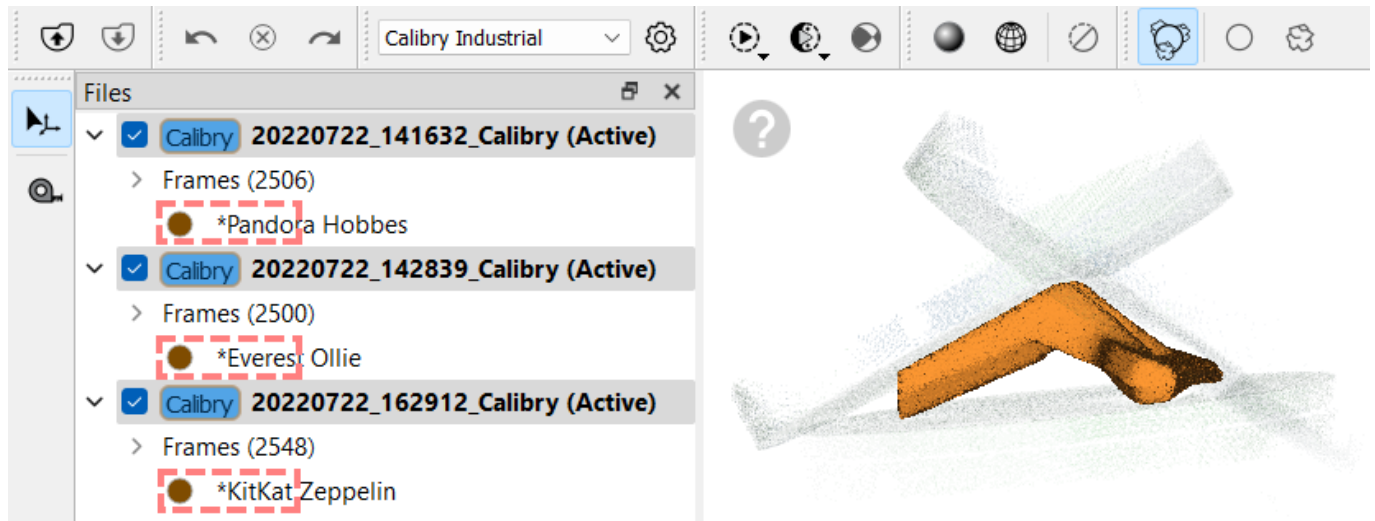 Calibry Industrial
Files
Calibry 20220722_141632_Calibry (Active)
Frames (2506)
*Pandora Hobbes
Calibry 20220722_142839_Calibry (Active)
Frames (2500)
*Everest Ollie
Calibry 20220722_162912_Calibry (Active)
Frames (2548)
*KitKat Zeppelin
?